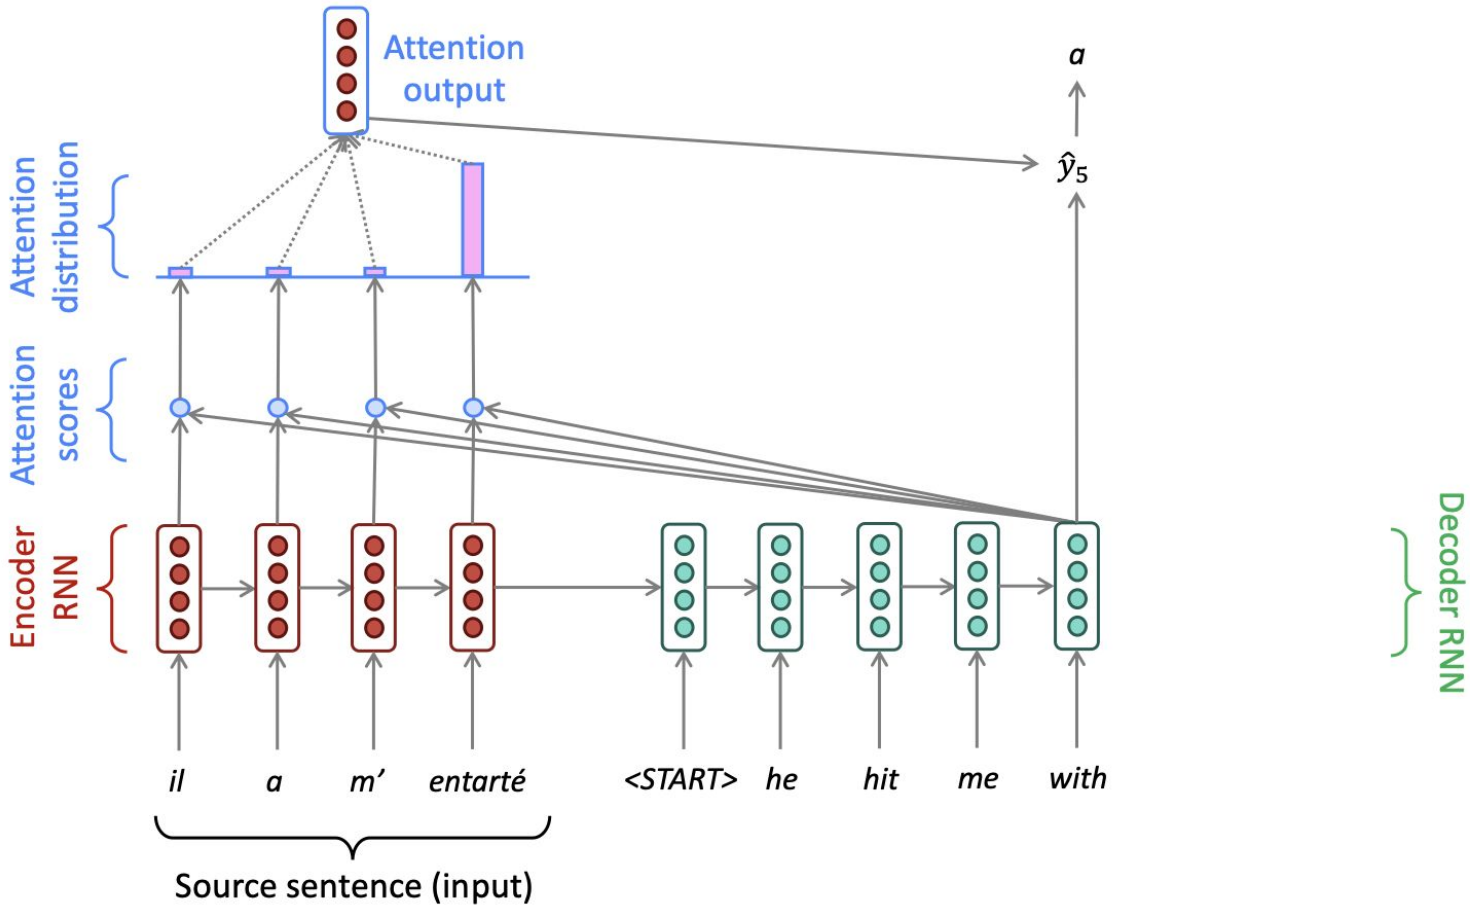 Attention
output
a
ŷ₅
Attention
distribution
Attention
scores
Encoder
RNN
Decoder RNN
il a m’ entarté <START> he hit me with
Source sentence (input)